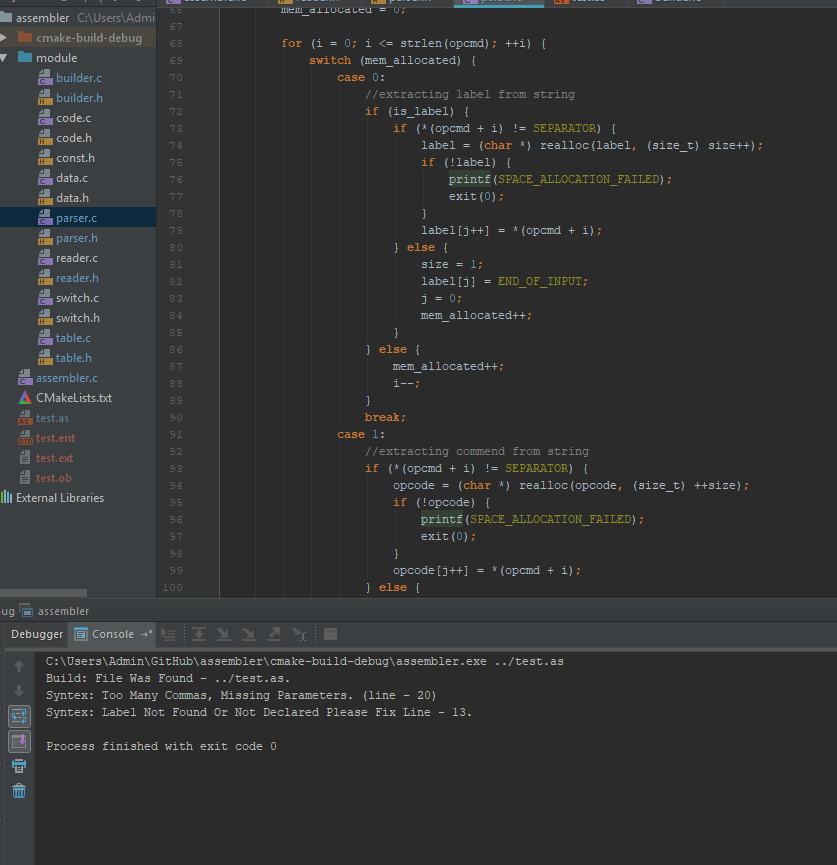 assembler C:\Users\Admi
cmake-build-debug
module
builder.c
builder.h
code.c
code.h
const.h
data.c
data.h
parser.c
parser.h
reader.c
reader.h
switch.c
switch.h
table.c
table.h
assembler.c
CMakeLists.txt
test.as
test.ent
test.ext
test.ob
External Libraries
66 mem_allocated = 0;
67
68 for (i = 0; i <= strlen(opcmd); ++i) {
69 switch (mem_allocated) {
70 case 0:
71 //extracting label from string
72 if (is_label) {
73 if (*(opcmd + i) != SEPARATOR) {
74 label = (char *) realloc(label, (size_t) size++);
75 if (!label) {
76 printf(SPACE_ALLOCATION_FAILED);
77 exit(0);
78 }
79 label[j++] = *(opcmd + i);
80 } else {
81 size = 1;
82 label[j] = END_OF_INPUT;
83 j = 0;
84 mem_allocated++;
85 }
86 } else {
87 mem_allocated++;
88 i--;
89 }
90 break;
91 case 1:
92 //extracting commend from string
93 if (*(opcmd + i) != SEPARATOR) {
94 opcode = (char *) realloc(opcode, (size_t) ++size);
95 if (!opcode) {
96 printf(SPACE_ALLOCATION_FAILED);
97 exit(0);
98 }
99 opcode[j++] = *(opcmd + i);
100 } else {
ug assembler
Debugger Console
C:\Users\Admin\GitHub\assembler\cmake-build-debug\assembler.exe ../test.as
Build: File Was Found - ../test.as.
Syntex: Too Many Commas, Missing Parameters. (line - 20)
Syntex: Label Not Found Or Not Declared Please Fix Line - 13.
Process finished with exit code 0